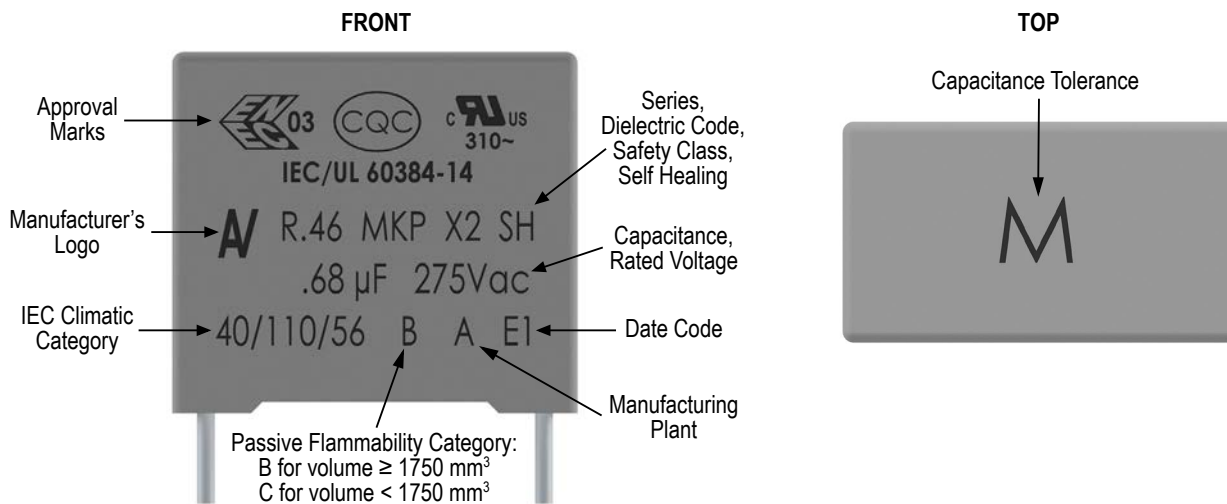 FRONT
TOP
Approval
Marks
EN
EC
03
CQC
C
US
310~
IEC/UL 60384-14
Series,
Dielectric Code,
Safety Class,
Self Healing
Capacitance Tolerance
Manufacturer's
Logo
R.46 MKP X2 SH
.68 µF 275Vac
Capacitance,
Rated Voltage
M
IEC Climatic
Category
40/110/56 B A E1
Date Code
Manufacturing
Plant
Passive Flammability Category:
B for volume ≥ 1750 mm³
C for volume < 1750 mm³